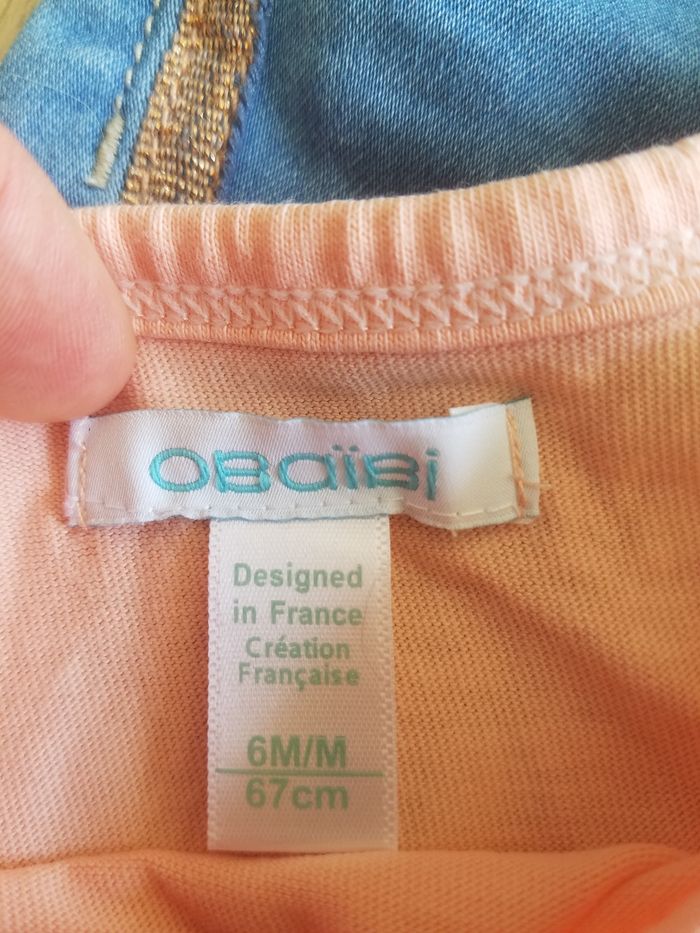 OBaïBi
Designed
in France
Création
Française
6M/M
67cm